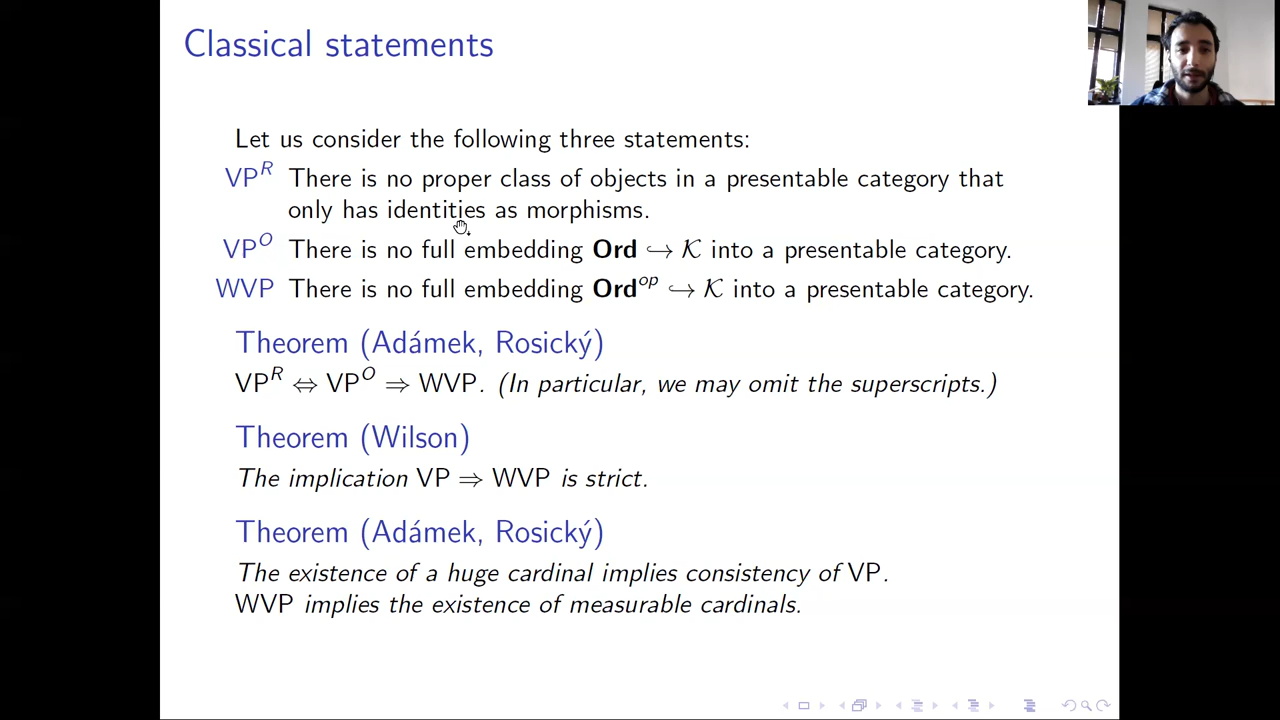 Classical statements
Let us consider the following three statements:
VP^R There is no proper class of objects in a presentable category that
only has identities as morphisms.
VP^O There is no full embedding Ord ↪ 𝒦 into a presentable category.
WVP There is no full embedding Ord^op ↪ 𝒦 into a presentable category.
Theorem (Adámek, Rosický)
VP^R ⇔ VP^O ⇒ WVP. (In particular, we may omit the superscripts.)
Theorem (Wilson)
The implication VP ⇒ WVP is strict.
Theorem (Adámek, Rosický)
The existence of a huge cardinal implies consistency of VP.
WVP implies the existence of measurable cardinals.